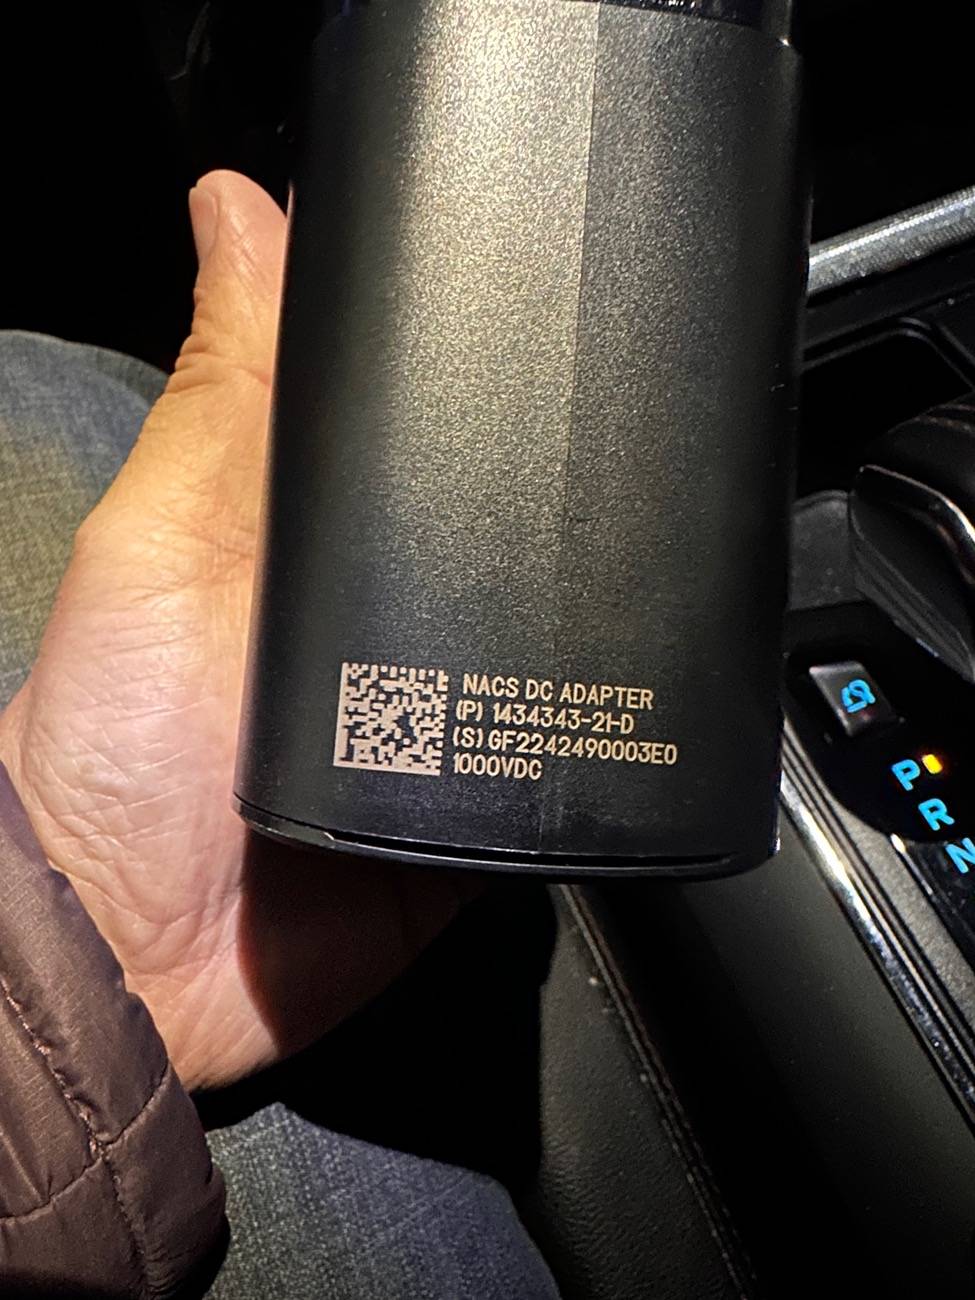 NACS DC ADAPTER
(P) 1434343-21-D
(S) GF2242490003E0
1000VDC
P
R
N